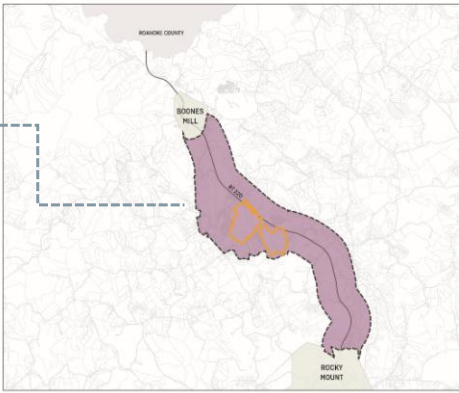 ROANOKE COUNTY
BOONES
MILL
RT 220
ROCKY
MOUNT